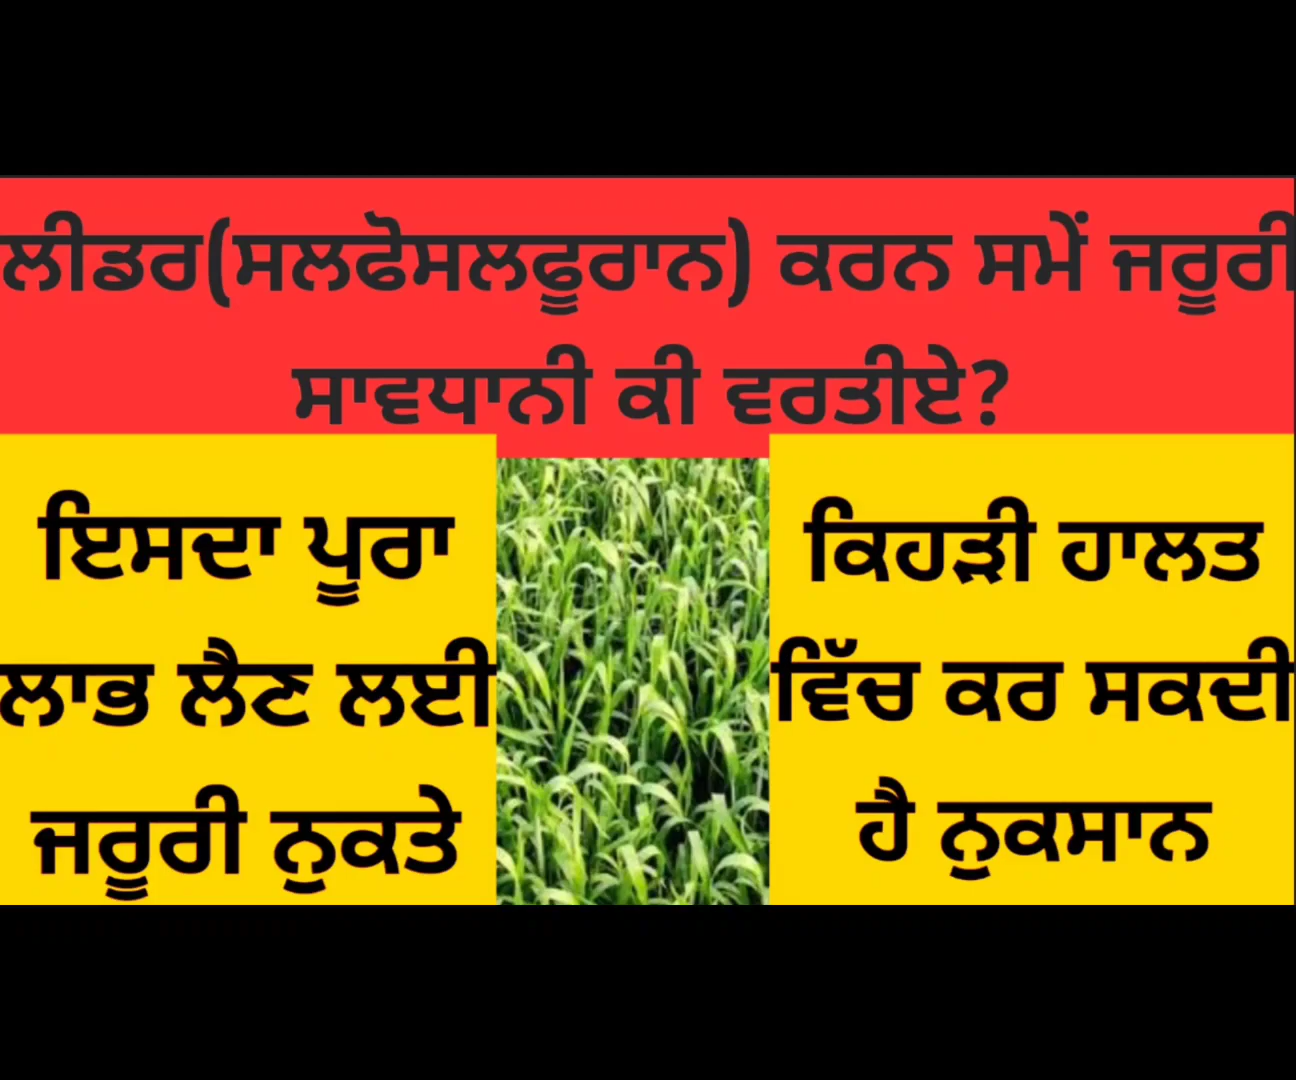 ਲੀਡਰ(ਸਲਫੋਸਲਫੂਰਾਨ) ਕਰਨ ਸਮੇਂ ਜਰੂਰੀ
ਸਾਵਧਾਨੀ ਕੀ ਵਰਤੀਏ?
ਇਸਦਾ ਪੂਰਾ
ਲਾਭ ਲੈਣ ਲਈ
ਜਰੂਰੀ ਨੁਕਤੇ
ਕਿਹੜੀ ਹਾਲਤ
ਵਿੱਚ ਕਰ ਸਕਦੀ
ਹੈ ਨੁਕਸਾਨ